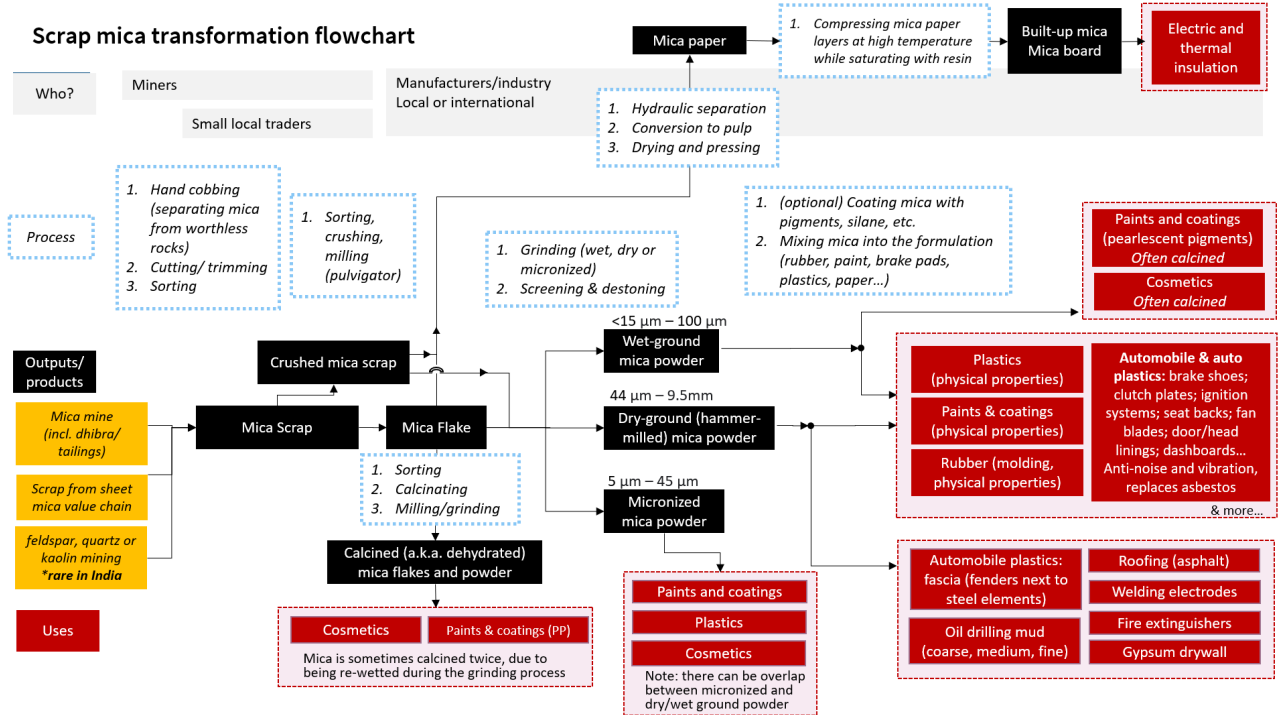 Scrap mica transformation flowchart
Mica paper
1. Compressing mica paper
layers at high temperature
while saturating with resin
Built-up mica
Mica board
Electric and
thermal
insulation
Who?
Miners
Small local traders
Manufacturers/industry
Local or international
1. Hydraulic separation
2. Conversion to pulp
3. Drying and pressing
Process
1. Hand cobbing
(separating mica
from worthless
rocks)
2. Cutting/ trimming
3. Sorting
1. Sorting,
crushing,
milling
(pulvigator)
1. Grinding (wet, dry or
micronized)
2. Screening & destoning
1. (optional) Coating mica with
pigments, silane, etc.
2. Mixing mica into the formulation
(rubber, paint, brake pads,
plastics, paper...)
Paints and coatings
(pearlescent pigments)
Often calcined
Cosmetics
Often calcined
Outputs/
products
Crushed mica scrap
<15 µm – 100 µm
Wet-ground
mica powder
Plastics
(physical properties)
Paints & coatings
(physical properties)
Rubber (molding,
physical properties)
Automobile & auto
plastics: brake shoes;
clutch plates; ignition
systems; seat backs; fan
blades; door/head
linings; dashboards...
Anti-noise and vibration,
replaces asbestos
& more...
Mica mine
(incl. dhibra/
tailings)
Mica Scrap
Mica Flake
44 µm – 9.5mm
Dry-ground (hammer-
milled) mica powder
Scrap from sheet
mica value chain
1. Sorting
2. Calcinating
3. Milling/grinding
5 µm – 45 µm
Micronized
mica powder
feldspar, quartz or
kaolin mining
*rare in India
Calcined (a.k.a. dehydrated)
mica flakes and powder
Automobile plastics:
fascia (fenders next to
steel elements)
Oil drilling mud
(coarse, medium, fine)
Roofing (asphalt)
Welding electrodes
Fire extinguishers
Gypsum drywall
Uses
Cosmetics
Paints & coatings (PP)
Mica is sometimes calcined twice, due to
being re-wetted during the grinding process
Paints and coatings
Plastics
Cosmetics
Note: there can be overlap
between micronized and
dry/wet ground powder